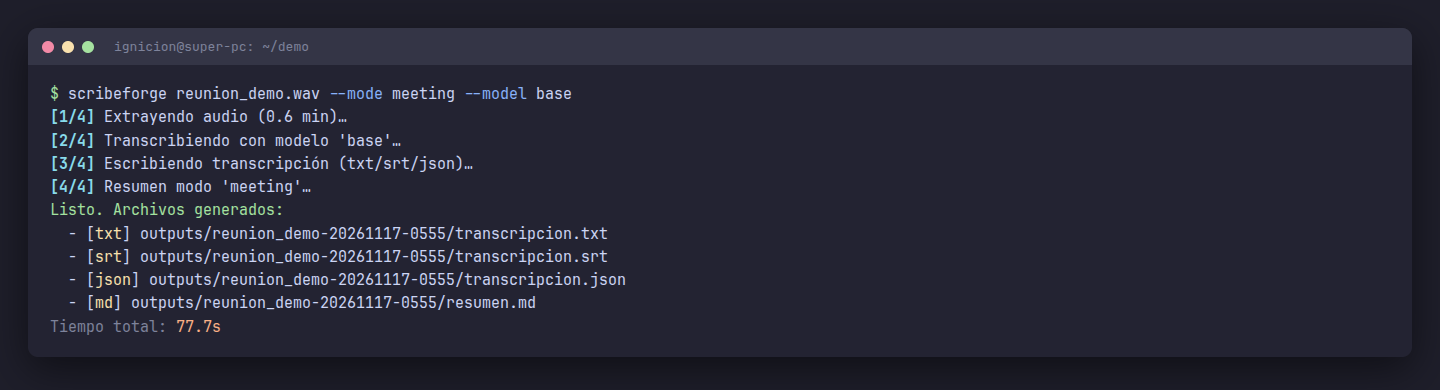 ignicion@super-pc: ~/demo
$ scribeforge reunion_demo.wav --mode meeting --model base
[1/4] Extrayendo audio (0.6 min)…
[2/4] Transcribiendo con modelo 'base'…
[3/4] Escribiendo transcripción (txt/srt/json)…
[4/4] Resumen modo 'meeting'…
Listo. Archivos generados:
  - [txt] outputs/reunion_demo-20261117-0555/transcripcion.txt
  - [srt] outputs/reunion_demo-20261117-0555/transcripcion.srt
  - [json] outputs/reunion_demo-20261117-0555/transcripcion.json
  - [md] outputs/reunion_demo-20261117-0555/resumen.md
Tiempo total: 77.7s